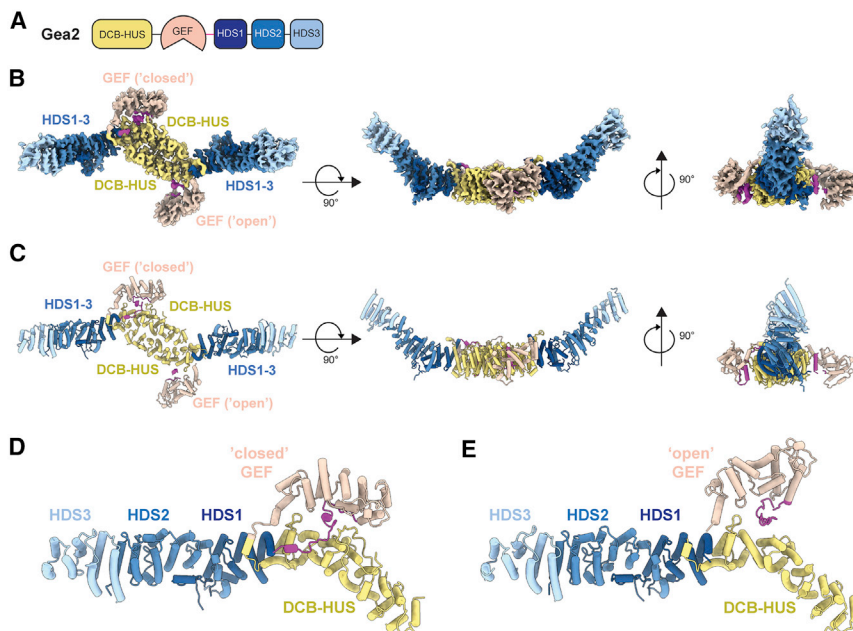 A
Gea2
DCB-HUS
GEF
HDS1
HDS2
HDS3
B
GEF ('closed')
HDS1-3
DCB-HUS
DCB-HUS
HDS1-3
GEF ('open')
90°
90°
C
GEF ('closed')
HDS1-3
DCB-HUS
DCB-HUS
HDS1-3
GEF ('open')
90°
90°
D
'closed'
GEF
HDS3
HDS2
HDS1
DCB-HUS
E
'open'
GEF
HDS3
HDS2
HDS1
DCB-HUS